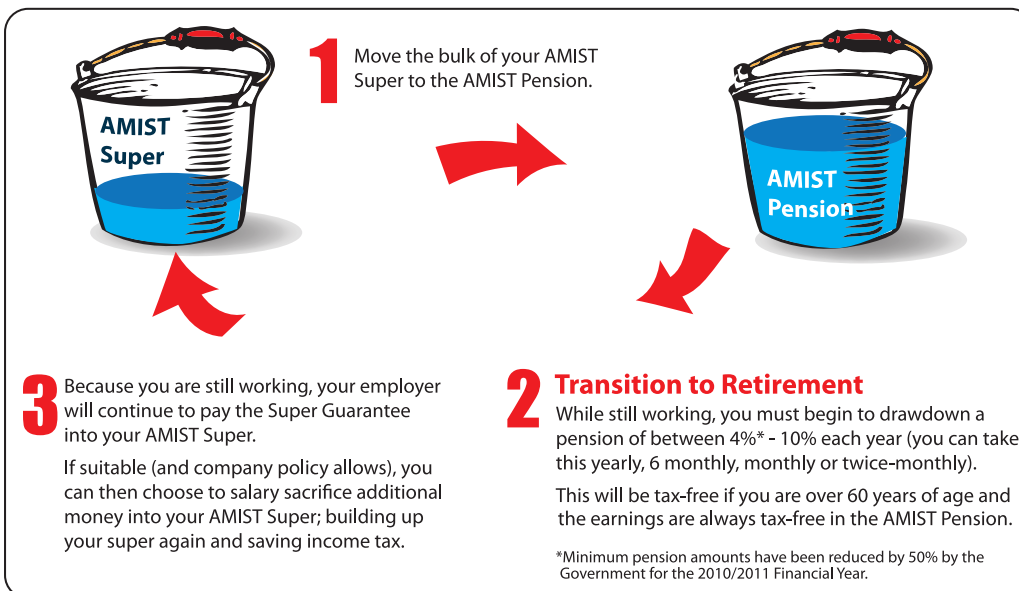 AMIST
Super
1
Move the bulk of your AMIST
Super to the AMIST Pension.
AMIST
Pension
2
Transition to Retirement
While still working, you must begin to drawdown a
pension of between 4%* - 10% each year (you can take
this yearly, 6 monthly, monthly or twice-monthly).
This will be tax-free if you are over 60 years of age and
the earnings are always tax-free in the AMIST Pension.
*Minimum pension amounts have been reduced by 50% by the
Government for the 2010/2011 Financial Year.
3
Because you are still working, your employer
will continue to pay the Super Guarantee
into your AMIST Super.
If suitable (and company policy allows), you
can then choose to salary sacrifice additional
money into your AMIST Super; building up
your super again and saving income tax.